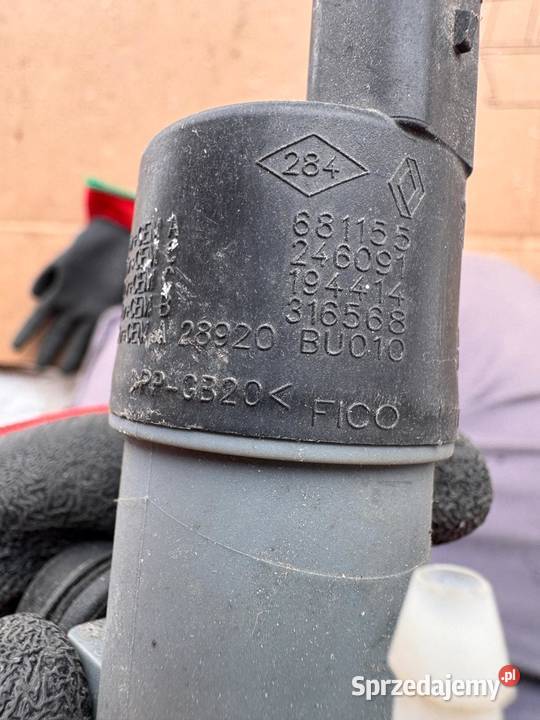 284
681155
246091
194414
B 316568
A 28920 BU010
>PP-GB20< FICO
Sprzedajemy.pl